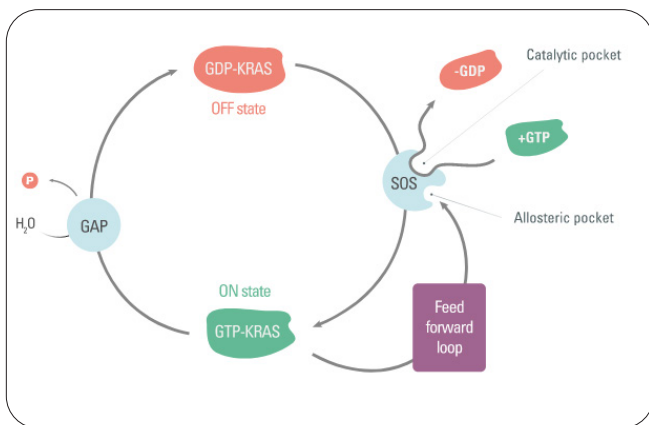 GDP-KRAS
OFF state
-GDP
Catalytic pocket
+GTP
SOS
Allosteric pocket
P
H₂O
GAP
ON state
GTP-KRAS
Feed
forward
loop